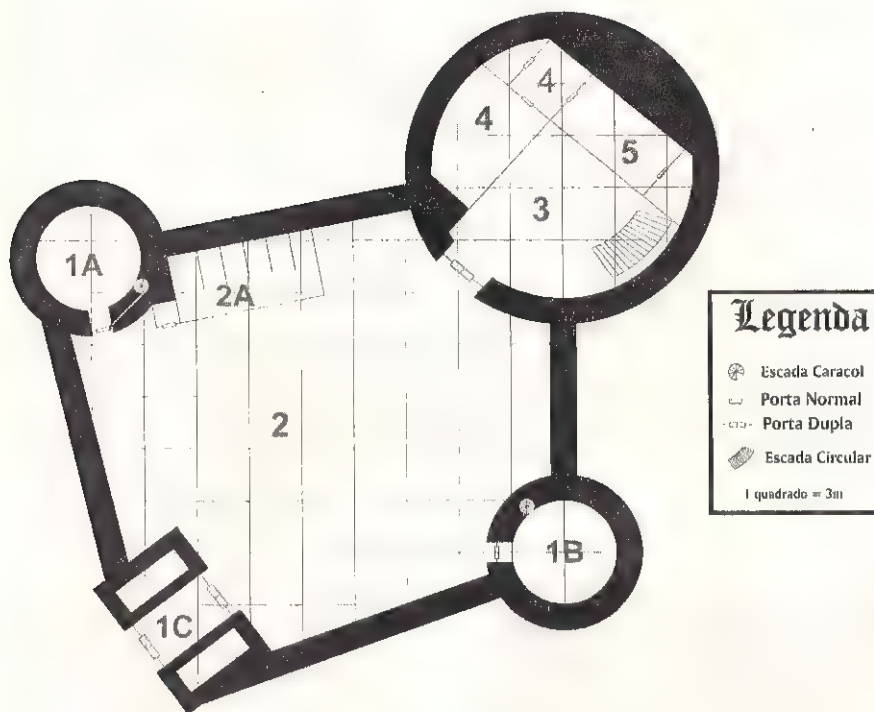 4
4
5
3
1A
2A
2
1B
1C
Legenda
Escada Caracol
Porta Normal
Porta Dupla
Escada Circular
1 quadrado = 3m